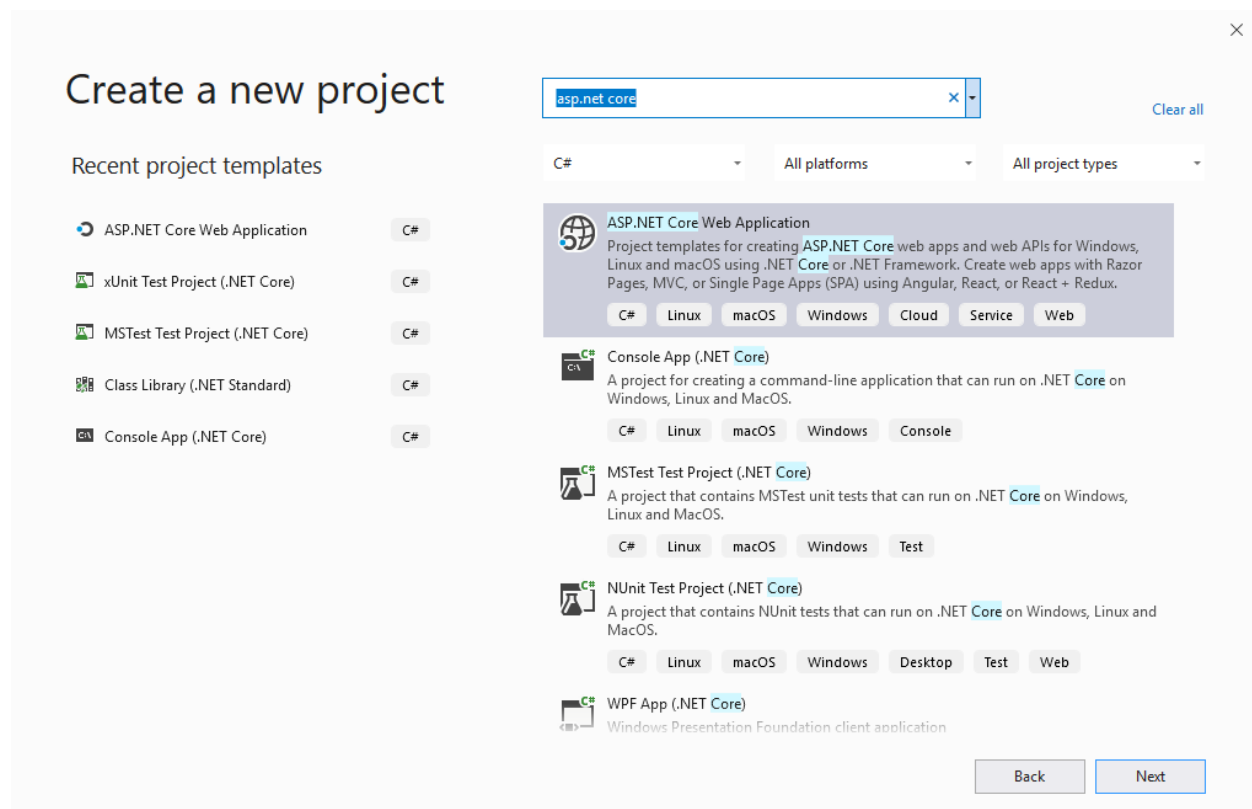 Create a new project
asp.net core
Clear all
Recent project templates
C#
All platforms
All project types
ASP.NET Core Web Application
C#
xUnit Test Project (.NET Core)
C#
MSTest Test Project (.NET Core)
C#
Class Library (.NET Standard)
C#
Console App (.NET Core)
C#
ASP.NET Core Web Application
Project templates for creating ASP.NET Core web apps and web APIs for Windows,
Linux and macOS using .NET Core or .NET Framework. Create web apps with Razor
Pages, MVC, or Single Page Apps (SPA) using Angular, React, or React + Redux.
C# Linux macOS Windows Cloud Service Web
C#
Console App (.NET Core)
A project for creating a command-line application that can run on .NET Core on
Windows, Linux and MacOS.
C# Linux macOS Windows Console
C#
MSTest Test Project (.NET Core)
A project that contains MSTest unit tests that can run on .NET Core on Windows,
Linux and MacOS.
C# Linux macOS Windows Test
C#
NUnit Test Project (.NET Core)
A project that contains NUnit tests that can run on .NET Core on Windows, Linux and
MacOS.
C# Linux macOS Windows Desktop Test Web
C#
WPF App (.NET Core)
Windows Presentation Foundation client application
Back
Next